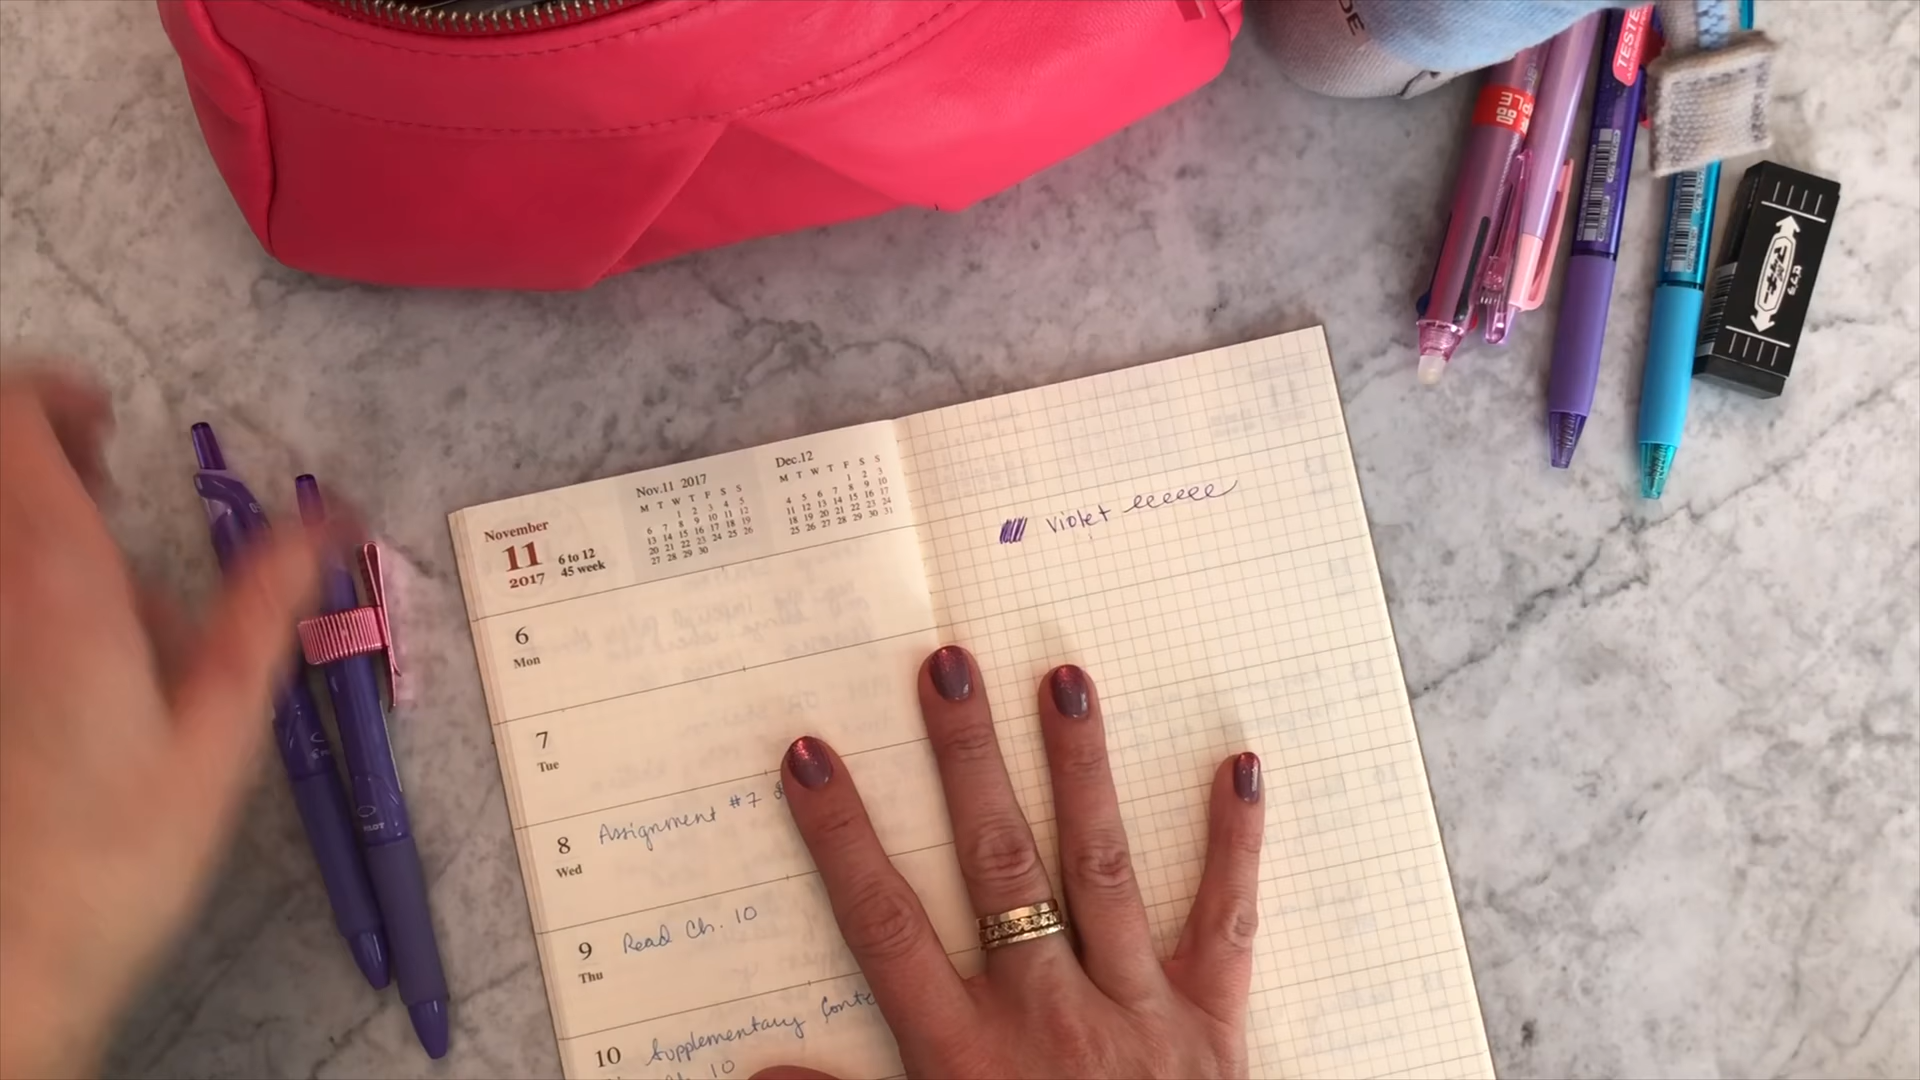 DE
TESTE
PLE
November
11
2017
6 to 12
45 week
Nov.11 2017
M T W T F S S
1 2 3 4 5
6 7 8 9 10 11 12
13 14 15 16 17 18 19
20 21 22 23 24 25 26
27 28 29 30
Dec.12
M T W T F S S
1 2 3
4 5 6 7 8 9 10
11 12 13 14 15 16 17
18 19 20 21 22 23 24
25 26 27 28 29 30 31
Violet eeeeee
6
Mon
7
Tue
8
Wed
Assignment #7
9
Thu
Read Ch. 10
10
Supplementary Conte
Ch 10
PILOT